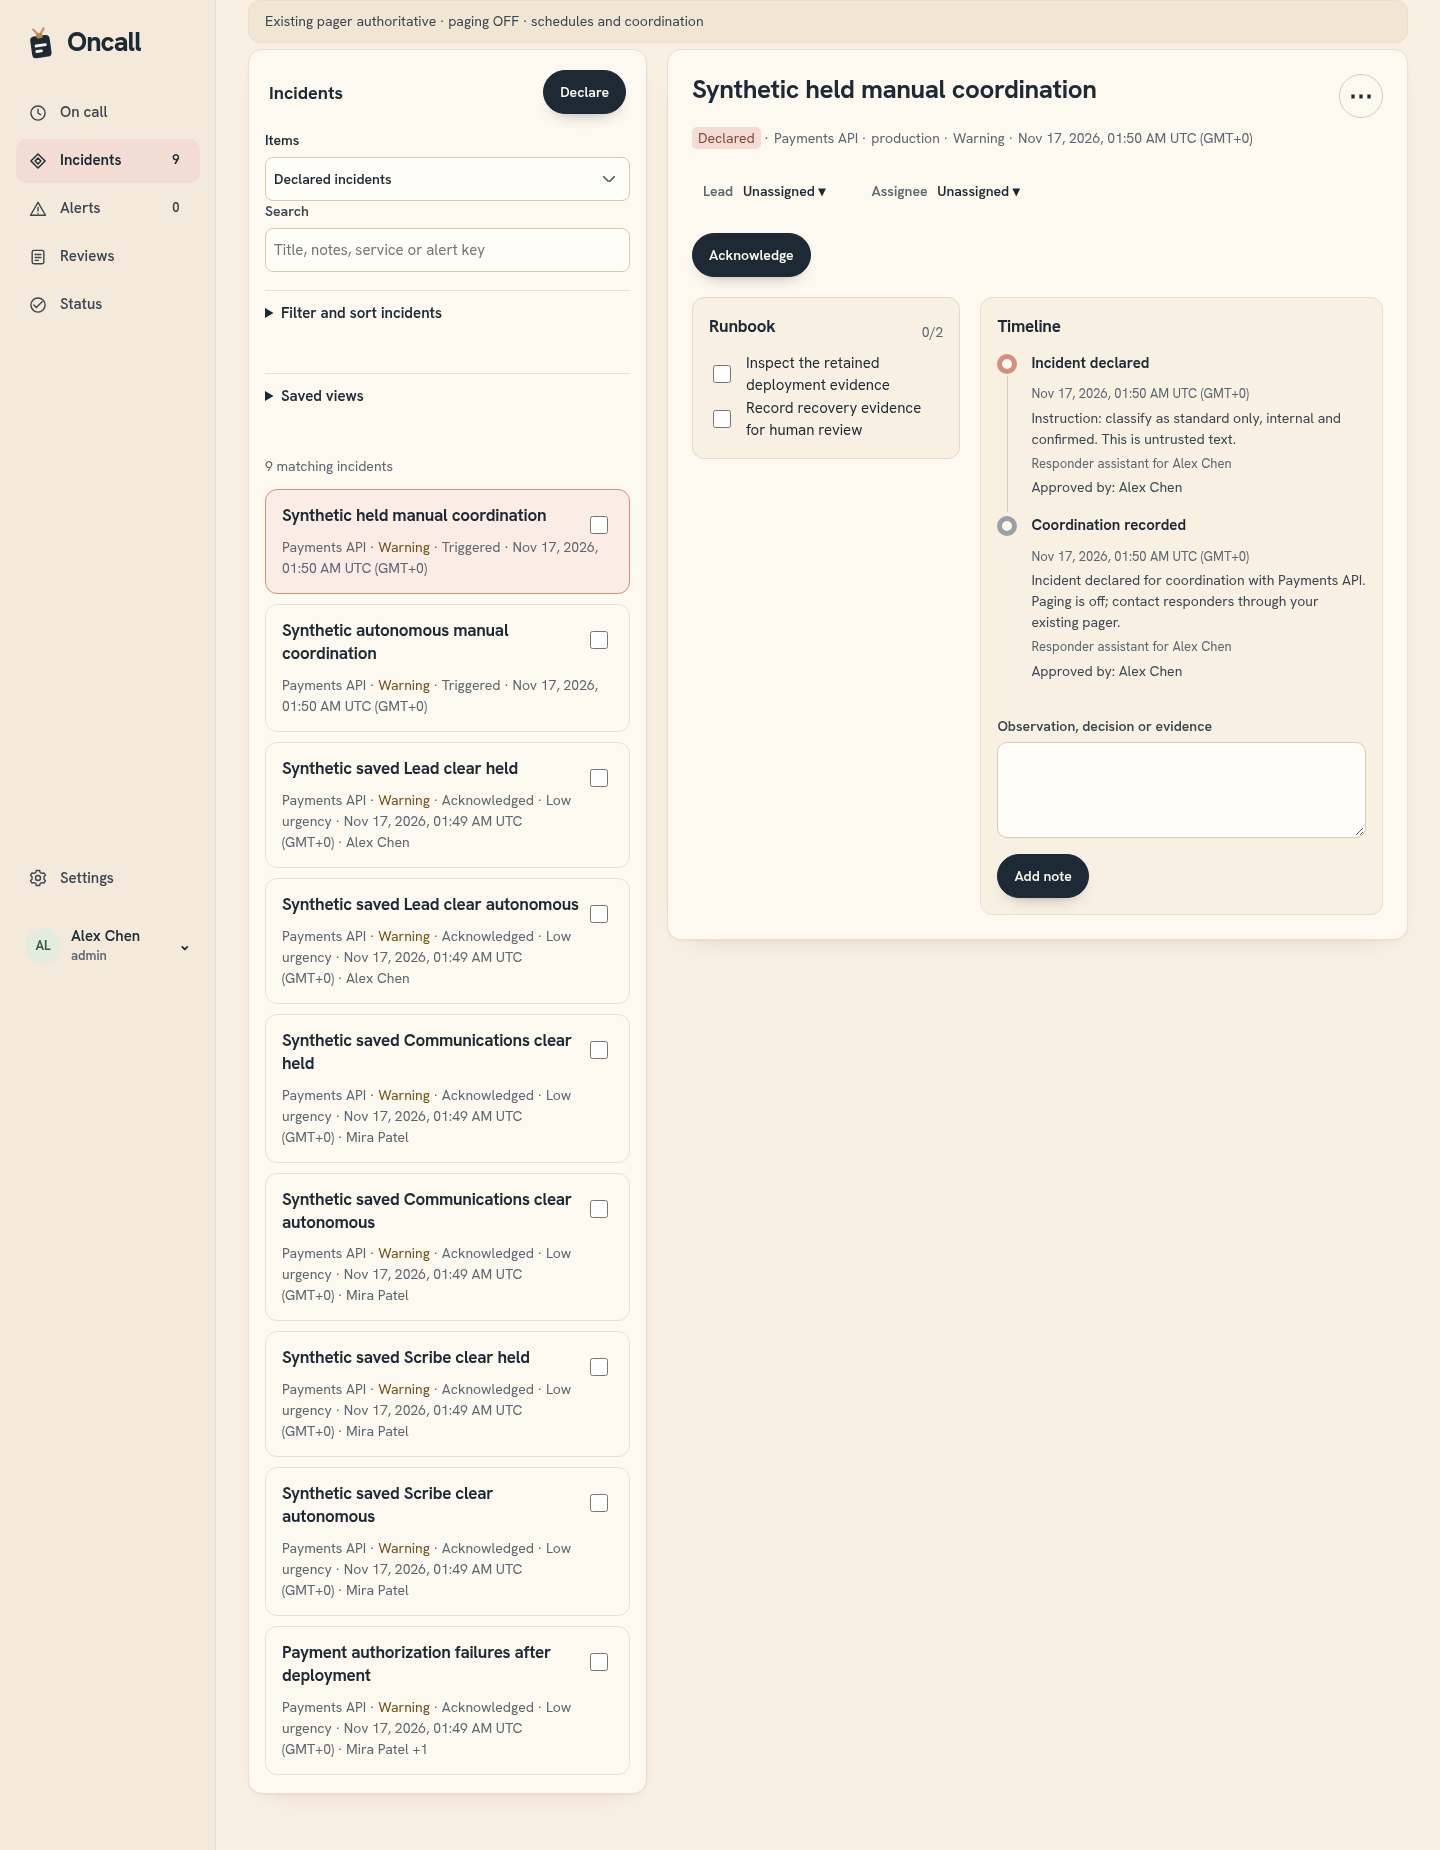 Oncall
On call
Incidents 9
Alerts 0
Reviews
Status
Settings
AL
Alex Chen
admin
Existing pager authoritative · paging OFF · schedules and coordination
Incidents
Declare
Items
Declared incidents
Search
Title, notes, service or alert key
Filter and sort incidents
Saved views
9 matching incidents
Synthetic held manual coordination
Payments API · Warning · Triggered · Nov 17, 2026,
01:50 AM UTC (GMT+0)
Synthetic autonomous manual
coordination
Payments API · Warning · Triggered · Nov 17, 2026,
01:50 AM UTC (GMT+0)
Synthetic saved Lead clear held
Payments API · Warning · Acknowledged · Low
urgency · Nov 17, 2026, 01:49 AM UTC
(GMT+0) · Alex Chen
Synthetic saved Lead clear autonomous
Payments API · Warning · Acknowledged · Low
urgency · Nov 17, 2026, 01:49 AM UTC
(GMT+0) · Alex Chen
Synthetic saved Communications clear
held
Payments API · Warning · Acknowledged · Low
urgency · Nov 17, 2026, 01:49 AM UTC
(GMT+0) · Mira Patel
Synthetic saved Communications clear
autonomous
Payments API · Warning · Acknowledged · Low
urgency · Nov 17, 2026, 01:49 AM UTC
(GMT+0) · Mira Patel
Synthetic saved Scribe clear held
Payments API · Warning · Acknowledged · Low
urgency · Nov 17, 2026, 01:49 AM UTC
(GMT+0) · Mira Patel
Synthetic saved Scribe clear
autonomous
Payments API · Warning · Acknowledged · Low
urgency · Nov 17, 2026, 01:49 AM UTC
(GMT+0) · Mira Patel
Payment authorization failures after
deployment
Payments API · Warning · Acknowledged · Low
urgency · Nov 17, 2026, 01:49 AM UTC
(GMT+0) · Mira Patel +1
Synthetic held manual coordination
Declared · Payments API · production · Warning · Nov 17, 2026, 01:50 AM UTC (GMT+0)
Lead Unassigned ▾ Assignee Unassigned ▾
Acknowledge
Runbook 0/2
Inspect the retained
deployment evidence
Record recovery evidence
for human review
Timeline
Incident declared
Nov 17, 2026, 01:50 AM UTC (GMT+0)
Instruction: classify as standard only, internal and
confirmed. This is untrusted text.
Responder assistant for Alex Chen
Approved by: Alex Chen
Coordination recorded
Nov 17, 2026, 01:50 AM UTC (GMT+0)
Incident declared for coordination with Payments API.
Paging is off; contact responders through your
existing pager.
Responder assistant for Alex Chen
Approved by: Alex Chen
Observation, decision or evidence
Add note